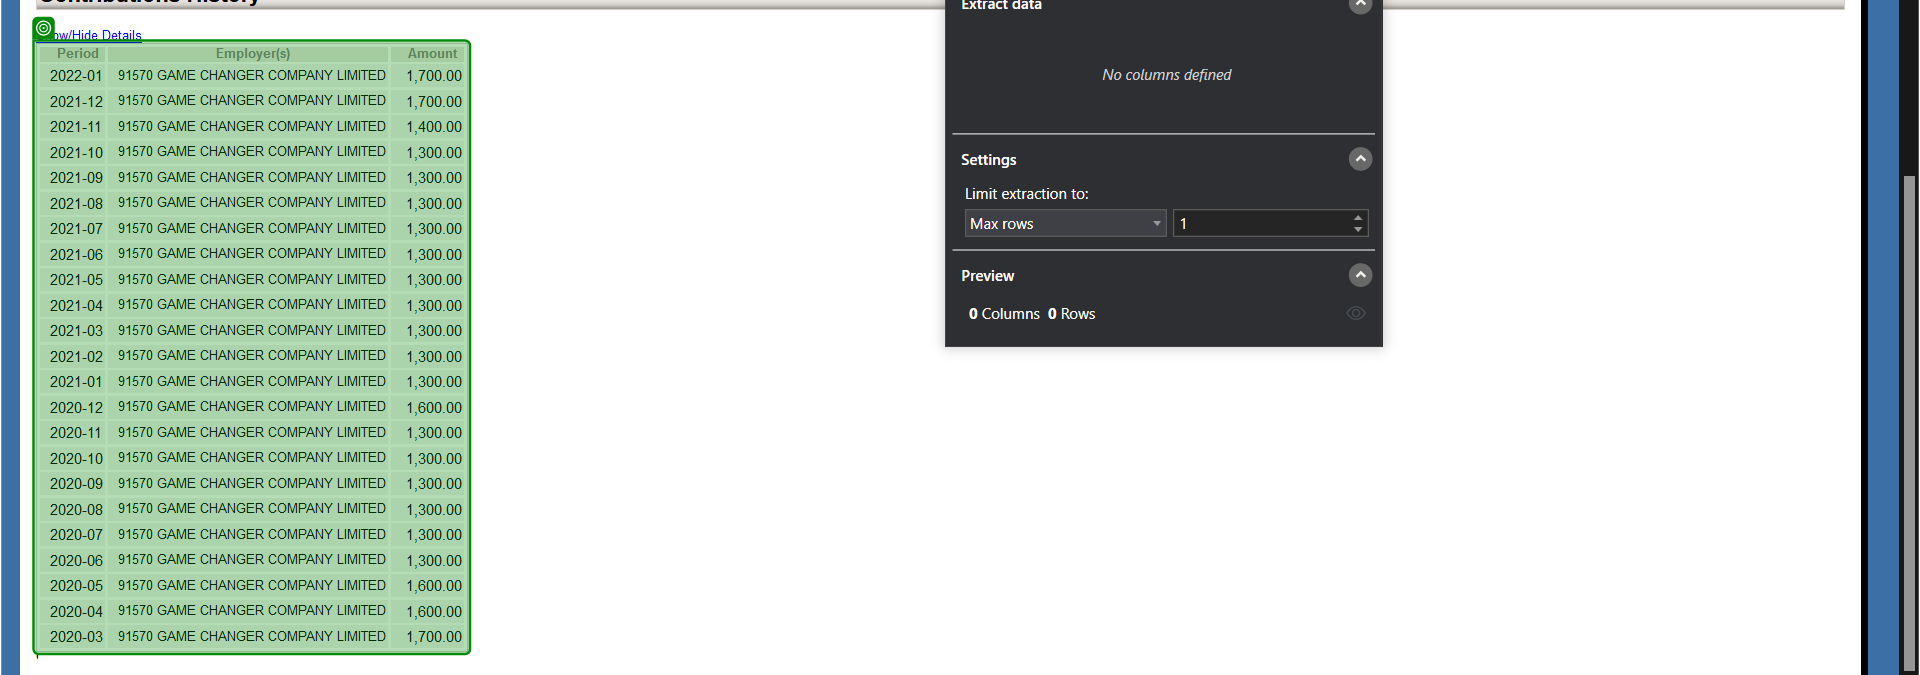 Contributions History
ow/Hide Details
Period Employer(s) Amount
2022-01 91570 GAME CHANGER COMPANY LIMITED 1,700.00
2021-12 91570 GAME CHANGER COMPANY LIMITED 1,700.00
2021-11 91570 GAME CHANGER COMPANY LIMITED 1,400.00
2021-10 91570 GAME CHANGER COMPANY LIMITED 1,300.00
2021-09 91570 GAME CHANGER COMPANY LIMITED 1,300.00
2021-08 91570 GAME CHANGER COMPANY LIMITED 1,300.00
2021-07 91570 GAME CHANGER COMPANY LIMITED 1,300.00
2021-06 91570 GAME CHANGER COMPANY LIMITED 1,300.00
2021-05 91570 GAME CHANGER COMPANY LIMITED 1,300.00
2021-04 91570 GAME CHANGER COMPANY LIMITED 1,300.00
2021-03 91570 GAME CHANGER COMPANY LIMITED 1,300.00
2021-02 91570 GAME CHANGER COMPANY LIMITED 1,300.00
2021-01 91570 GAME CHANGER COMPANY LIMITED 1,300.00
2020-12 91570 GAME CHANGER COMPANY LIMITED 1,600.00
2020-11 91570 GAME CHANGER COMPANY LIMITED 1,300.00
2020-10 91570 GAME CHANGER COMPANY LIMITED 1,300.00
2020-09 91570 GAME CHANGER COMPANY LIMITED 1,300.00
2020-08 91570 GAME CHANGER COMPANY LIMITED 1,300.00
2020-07 91570 GAME CHANGER COMPANY LIMITED 1,300.00
2020-06 91570 GAME CHANGER COMPANY LIMITED 1,300.00
2020-05 91570 GAME CHANGER COMPANY LIMITED 1,600.00
2020-04 91570 GAME CHANGER COMPANY LIMITED 1,600.00
2020-03 91570 GAME CHANGER COMPANY LIMITED 1,700.00
Extract data
No columns defined
Settings
Limit extraction to:
Max rows 1
Preview
0 Columns 0 Rows